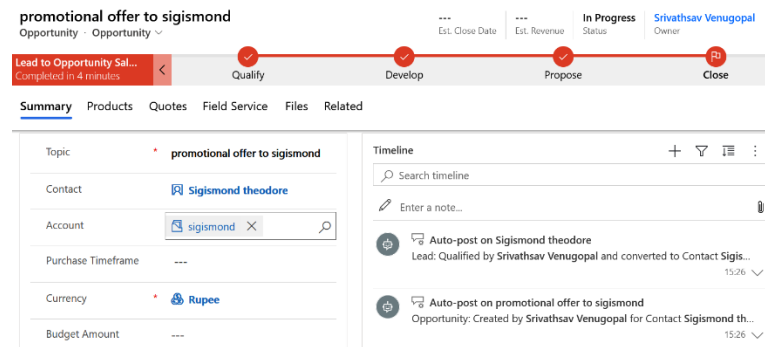 promotional offer to sigismond
Opportunity · Opportunity
---
Est. Close Date
---
Est. Revenue
In Progress
Status
Srivathsav Venugopal
Owner
Lead to Opportunity Sal...
Completed in 4 minutes
Qualify
Develop
Propose
Close
Summary Products Quotes Field Service Files Related
Topic * promotional offer to sigismond
Contact Sigismond theodore
Account sigismond
Purchase Timeframe ---
Currency * Rupee
Budget Amount ---
Timeline
Search timeline
Enter a note...
Auto-post on Sigismond theodore
Lead: Qualified by Srivathsav Venugopal and converted to Contact Sigis...
15:26
Auto-post on promotional offer to sigismond
Opportunity: Created by Srivathsav Venugopal for Contact Sigismond th...
15:26